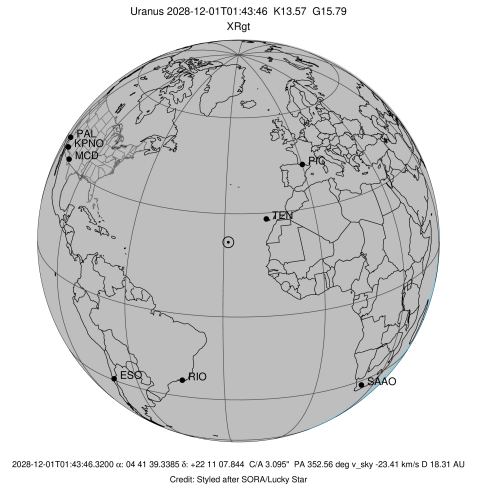 Uranus 2028-12-01T01:43:46 K13.57 G15.79
XRgt
PAL
KPNO
MCD
PIC
TEN
ESO
RIO
SAAO
2028-12-01T01:43:46.3200 α: 04 41 39.3385 δ: +22 11 07.844 C/A 3.095" PA 352.56 deg v_sky -23.41 km/s D 18.31 AU
Credit: Styled after SORA/Lucky Star